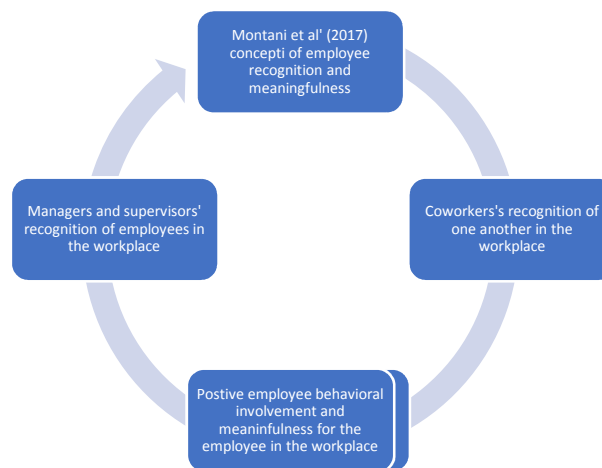 Montani et al' (2017)
concepti of employee
recognition and
meaningfulness
Coworkers's recognition of
one another in the
workplace
Postive employee behavioral
involvement and
meaninfulness for the
employee in the workplace
Managers and supervisors'
recognition of employees in
the workplace